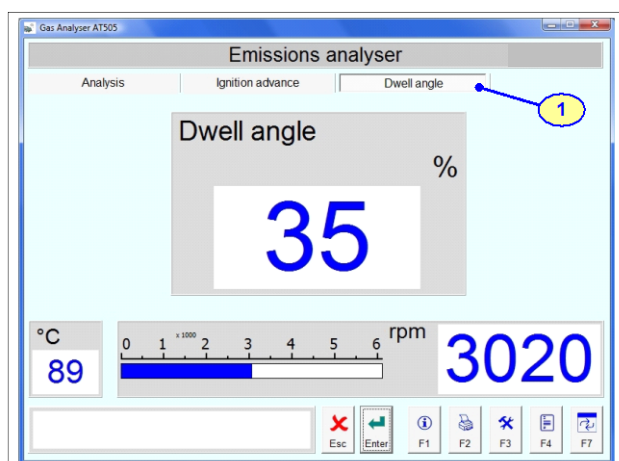 Gas Analyser AT505
Emissions analyser
Analysis Ignition advance Dwell angle
1
Dwell angle
%
35
°C
89
0 1 x 1000 2 3 4 5 6 rpm
3020
Esc Enter F1 F2 F3 F4 F7